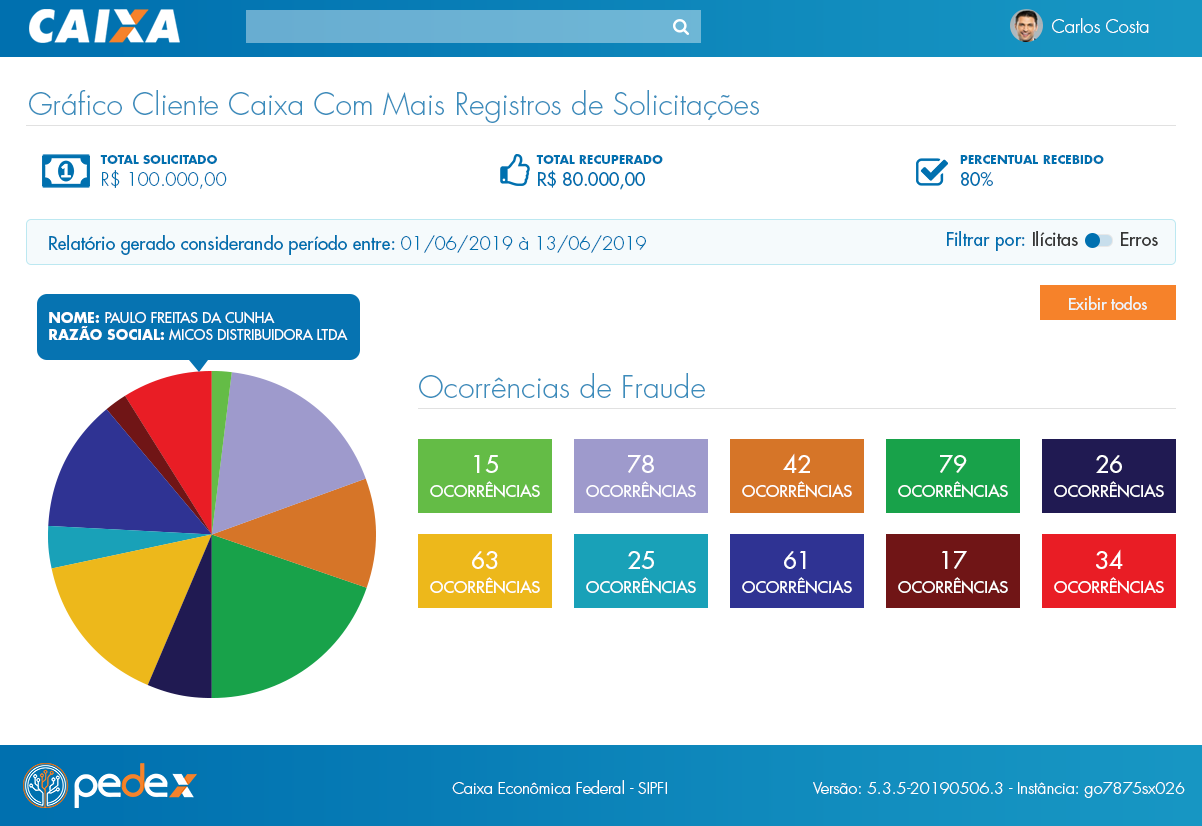 CAIXA
Carlos Costa
Gráfico Cliente Caixa Com Mais Registros de Solicitações
1
TOTAL SOLICITADO
R$ 100.000,00
TOTAL RECUPERADO
R$ 80.000,00
PERCENTUAL RECEBIDO
80%
Relatório gerado considerando período entre: 01/06/2019 à 13/06/2019
Filtrar por: Ilícitas Erros
Exibir todos
NOME: PAULO FREITAS DA CUNHA
RAZÃO SOCIAL: MICOS DISTRIBUIDORA LTDA
Ocorrências de Fraude
15
OCORRÊNCIAS
78
OCORRÊNCIAS
42
OCORRÊNCIAS
79
OCORRÊNCIAS
26
OCORRÊNCIAS
63
OCORRÊNCIAS
25
OCORRÊNCIAS
61
OCORRÊNCIAS
17
OCORRÊNCIAS
34
OCORRÊNCIAS
pedex
Caixa Econômica Federal - SIPFI
Versão: 5.3.5-20190506.3 - Instância: go7875sx026